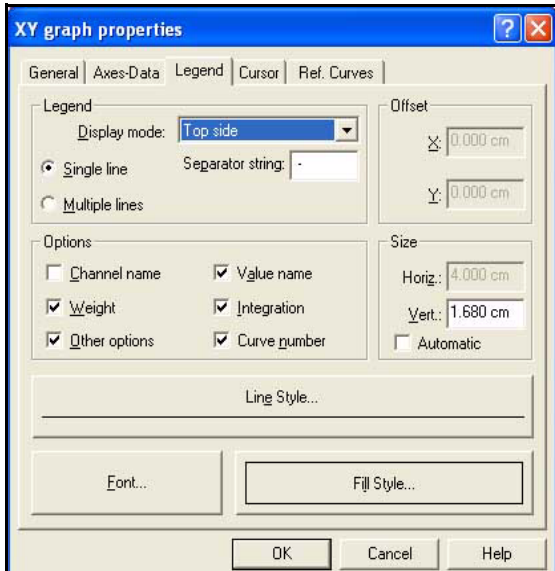 XY graph properties
General Axes-Data Legend Cursor Ref. Curves
Legend
Display mode: Top side
Single line
Separator string: -
Multiple lines
Offset
X: 0.000 cm
Y: 0.000 cm
Options
Channel name
Value name
Weight
Integration
Other options
Curve number
Size
Horiz.: 4.000 cm
Vert.: 1.680 cm
Automatic
Line Style...
Font...
Fill Style...
OK Cancel Help